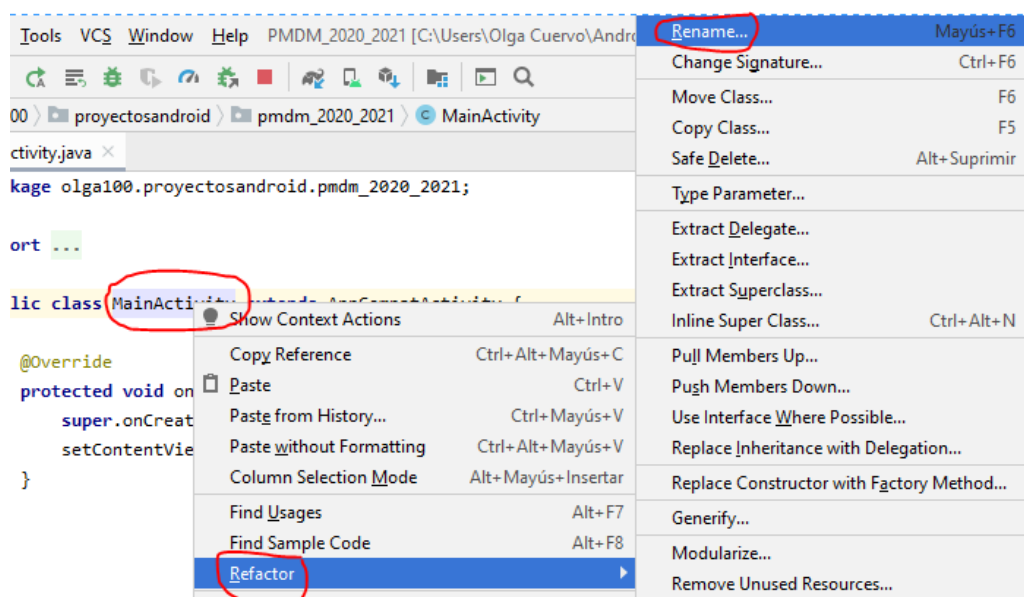 Tools VCS Window Help PMDM_2020_2021 [C:\Users\Olga Cuervo\Andro
00 proyectosandroid pmdm_2020_2021 MainActivity
ctivity.java
kage olga100.proyectosandroid.pmdm_2020_2021;
ort ...
lic class MainActivity extends AppCompatActivity {
@Override
protected void on
super.onCreat
setContentVie
}
Show Context Actions Alt+Intro
Copy Reference Ctrl+Alt+Mayús+C
Paste Ctrl+V
Paste from History... Ctrl+Mayús+V
Paste without Formatting Ctrl+Alt+Mayús+V
Column Selection Mode Alt+Mayús+Insertar
Find Usages Alt+F7
Find Sample Code Alt+F8
Refactor
Rename... Mayús+F6
Change Signature... Ctrl+F6
Move Class... F6
Copy Class... F5
Safe Delete... Alt+Suprimir
Type Parameter...
Extract Delegate...
Extract Interface...
Extract Superclass...
Inline Super Class... Ctrl+Alt+N
Pull Members Up...
Push Members Down...
Use Interface Where Possible...
Replace Inheritance with Delegation...
Replace Constructor with Factory Method...
Generify...
Modularize...
Remove Unused Resources...